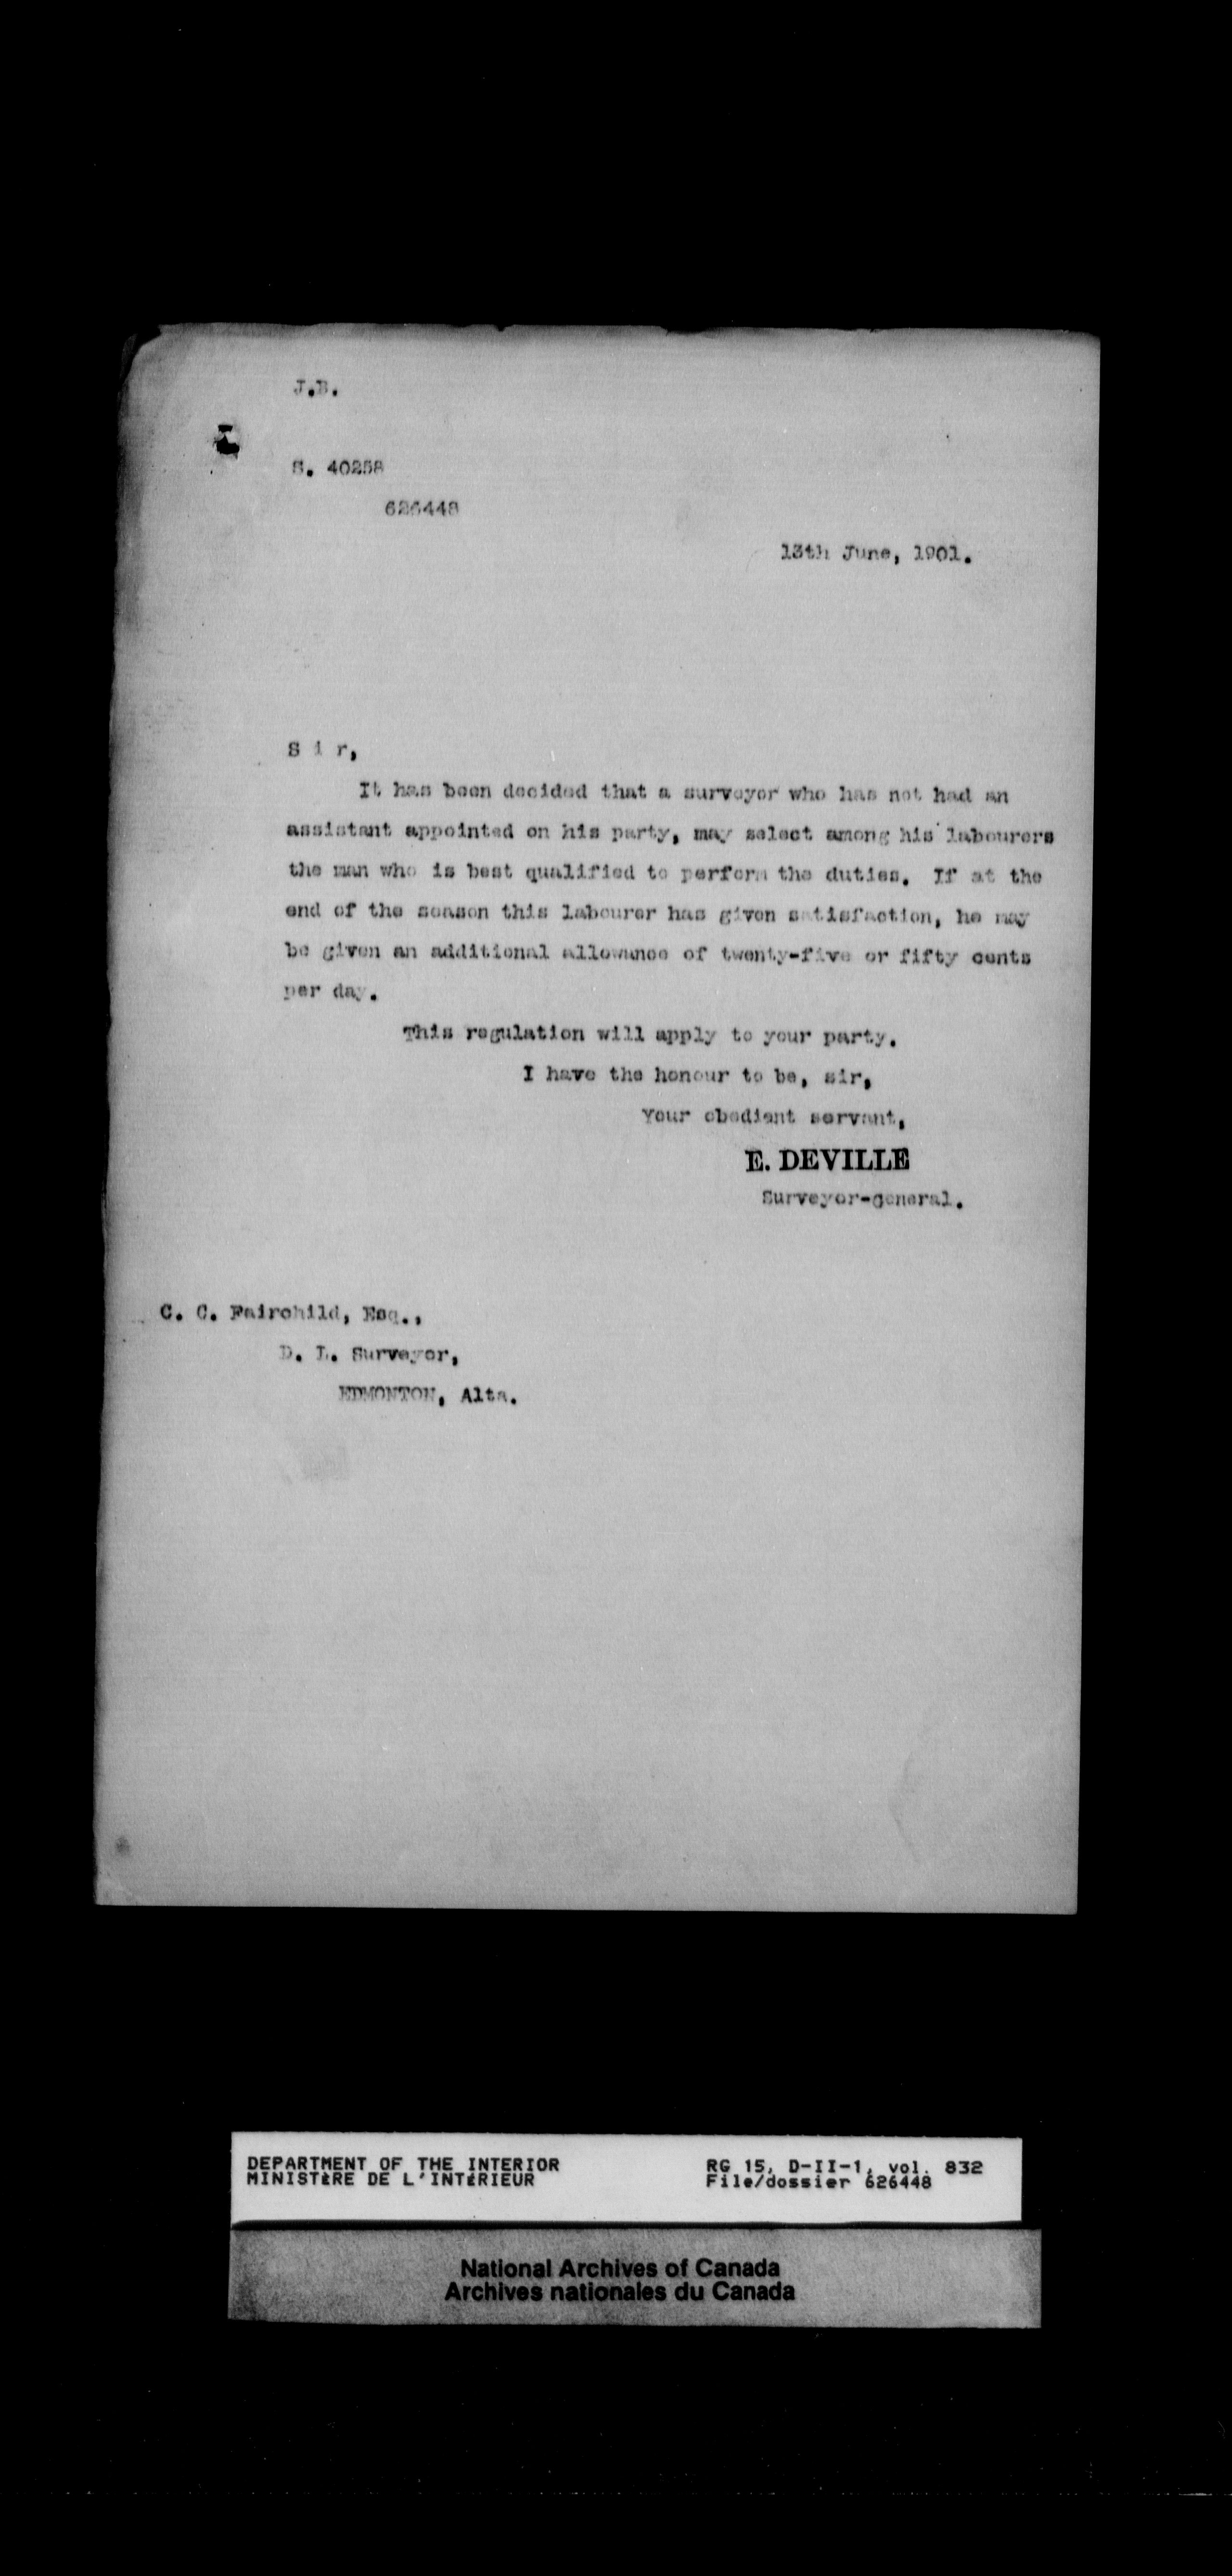 J.B.
S. 40258
626448
13th June, 1901.
S i r,
It has been decided that a surveyor who has not had an
assistant appointed on his party, may select among his labourers
the man who is best qualified to perform the duties. If at the
end of the season this labourer has given satisfaction, he may
be given an additional allowance of twenty-five or fifty cents
per day.
This regulation will apply to your party.
I have the honour to be, sir,
Your obedient servant,
E. DEVILLE
Surveyor-general.
C. C. Fairchild, Esq.,
D. L. Surveyor,
EDMONTON, Alta.
DEPARTMENT OF THE INTERIOR
MINISTÈRE DE L'INTÉRIEUR
RG 15, D-II-1, vol. 832
File/dossier 626448
National Archives of Canada
Archives nationales du Canada